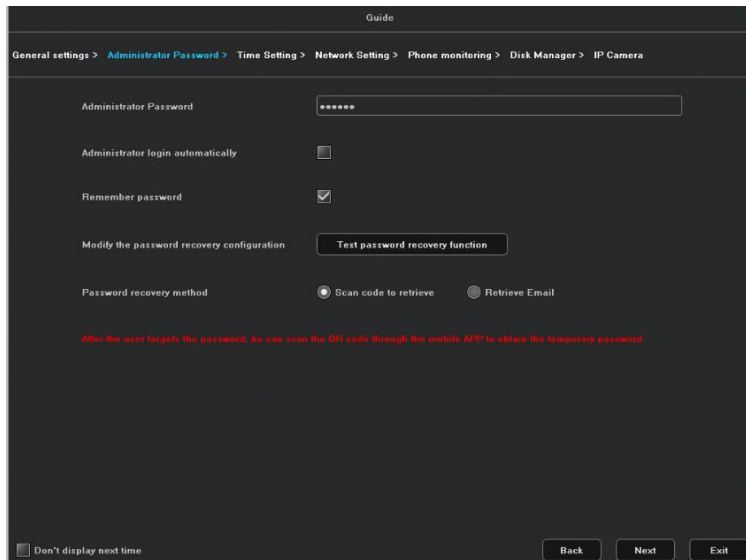 Guide
General settings > Administrator Password > Time Setting > Network Setting > Phone monitoring > Disk Manager > IP Camera
Administrator Password ••••••
Administrator login automatically
Remember password
Modify the password recovery configuration Test password recovery function
Password recovery method Scan code to retrieve Retrieve Email
After the user forgets the password, he can scan the QR code through the mobile APP to obtain the temporary password
Don't display next time Back Next Exit